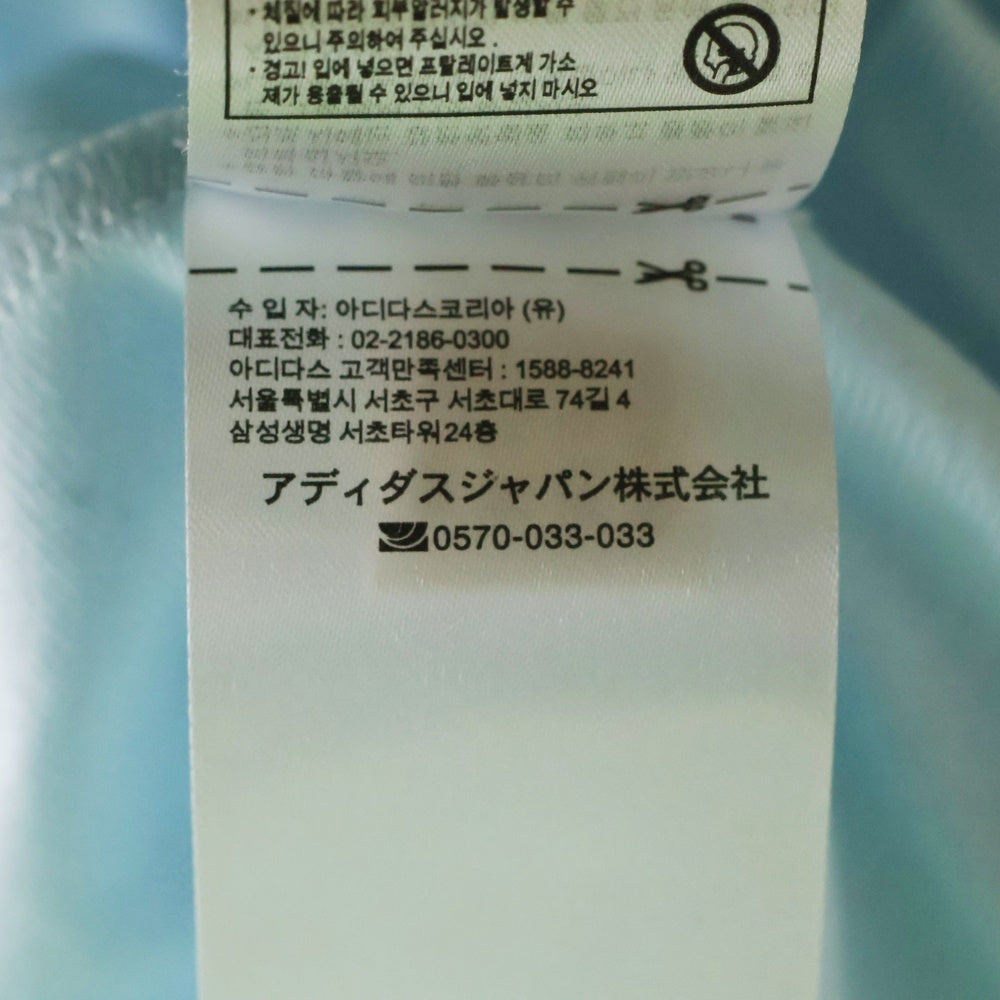 · 체질에 따라 피부알러지가 발생할 수
있으니 주의하여 주십시오 .
· 경고! 입에 넣으면 프탈레이트계 가소
제가 용출될 수 있으니 입에 넣지 마시오
수 입 자: 아디다스코리아 (유)
대표전화 : 02-2186-0300
아디다스 고객만족센터 : 1588-8241
서울특별시 서초구 서초대로 74길 4
삼성생명 서초타워24층
アディダスジャパン株式会社
0570-033-033